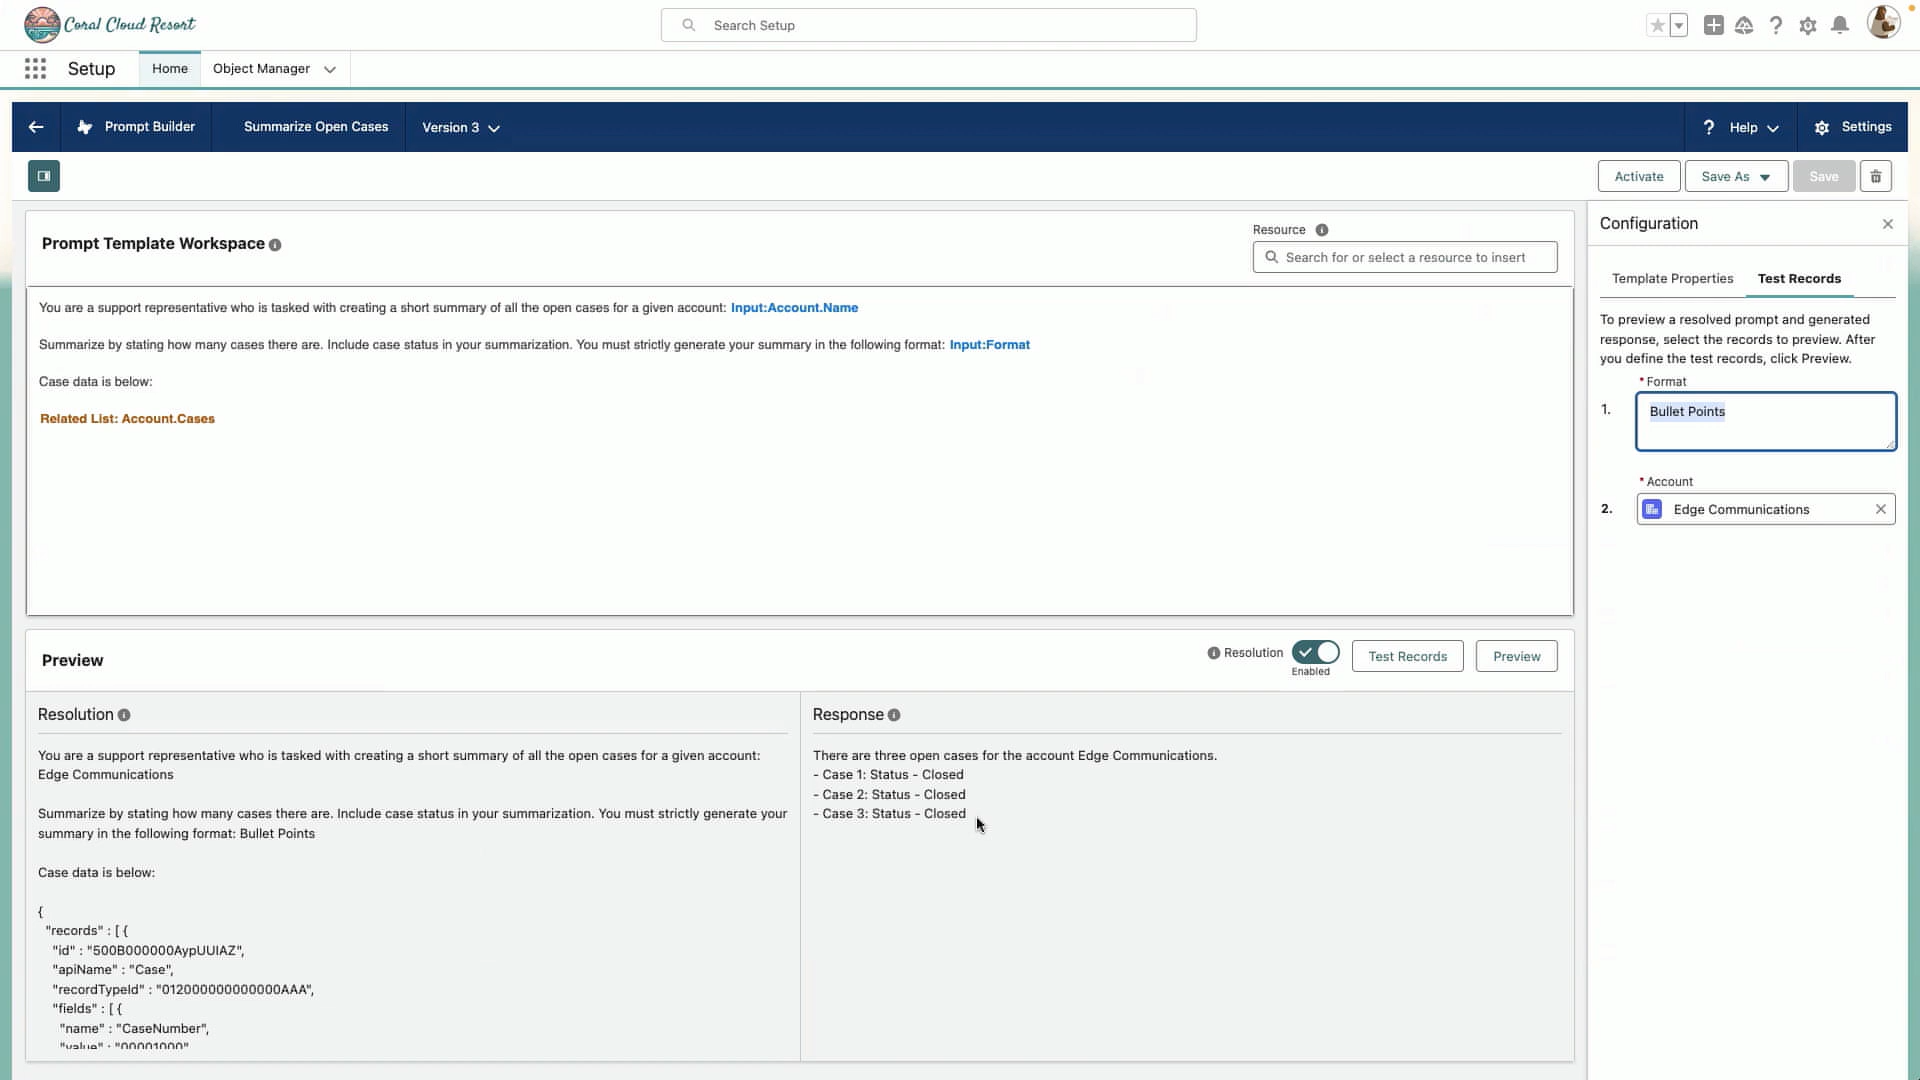 Coral Cloud Resort
Search Setup
Setup
Home
Object Manager
Prompt Builder
Summarize Open Cases
Version 3
Help
Settings
Activate
Save As
Save
Prompt Template Workspace
Resource
Search for or select a resource to insert
You are a support representative who is tasked with creating a short summary of all the open cases for a given account: Input:Account.Name
Summarize by stating how many cases there are. Include case status in your summarization. You must strictly generate your summary in the following format: Input:Format
Case data is below:
Related List: Account.Cases
Preview
Resolution
Enabled
Test Records
Preview
Resolution
You are a support representative who is tasked with creating a short summary of all the open cases for a given account:
Edge Communications
Summarize by stating how many cases there are. Include case status in your summarization. You must strictly generate your
summary in the following format: Bullet Points
Case data is below:
{
"records" : [ {
"id" : "500B000000AypUUIAZ",
"apiName" : "Case",
"recordTypeId" : "012000000000000AAA",
"fields" : [ {
"name" : "CaseNumber",
"value" : "00001000"
Response
There are three open cases for the account Edge Communications.
- Case 1: Status - Closed
- Case 2: Status - Closed
- Case 3: Status - Closed
Configuration
Template Properties
Test Records
To preview a resolved prompt and generated
response, select the records to preview. After
you define the test records, click Preview.
* Format
1.
Bullet Points
* Account
2.
Edge Communications